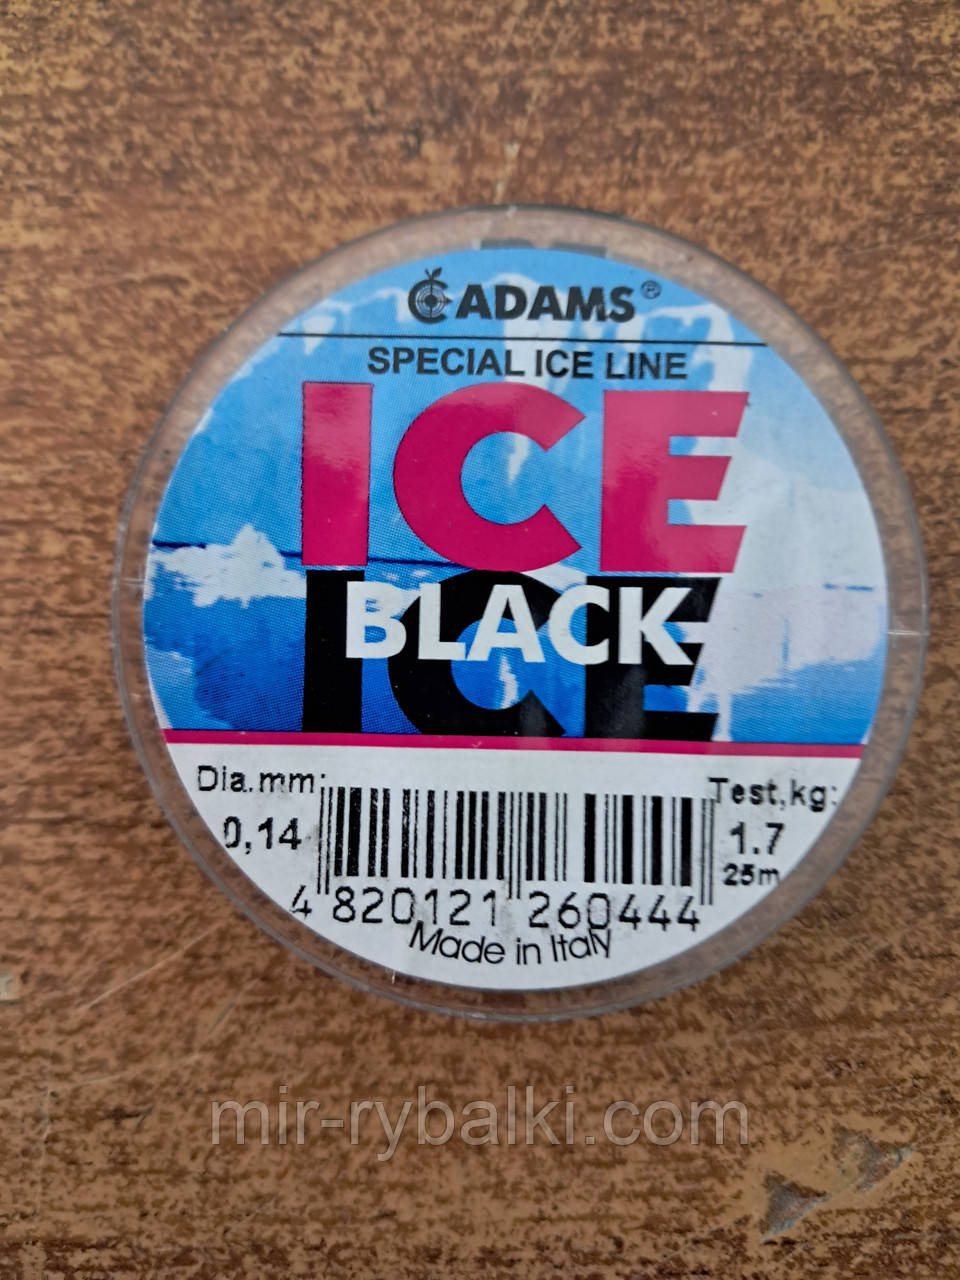 ADAMS®
SPECIAL ICE LINE
ICE
BLACK
ICE
Dia.mm: Test,kg:
0,14 1.7
25m
4 820121 260444
Made in Italy
mir-rybalki.com